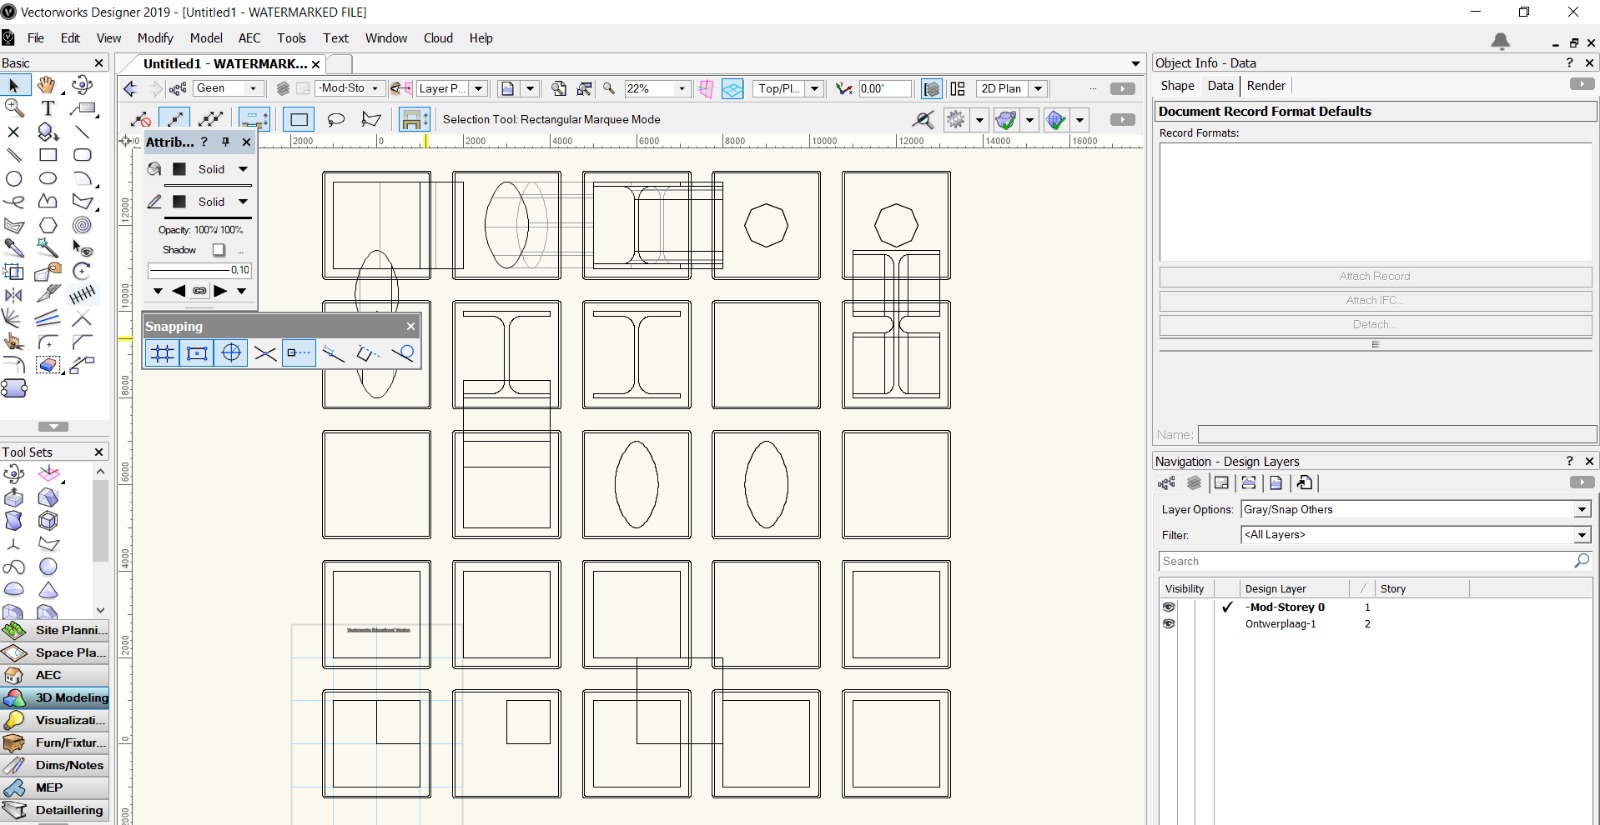 Vectorworks Designer 2019 - [Untitled1 - WATERMARKED FILE]
File Edit View Modify Model AEC Tools Text Window Cloud Help
Basic
Untitled1 - WATERMARK...
Geen
-Mod-Sto
Layer P...
22%
Top/Pl...
0,00°
2D Plan
Selection Tool: Rectangular Marquee Mode
2000 0 2000 4000 6000 8000 10000 12000 14000 16000
Attrib... ?
Solid
Solid
Opacity: 100%/ 100%
Shadow
0,10
Snapping
12000
10000
8000
6000
4000
2000
0
2000
Vectorworks Educational Version
Tool Sets
Site Planni...
Space Pla...
AEC
3D Modeling
Visualizati...
Furn/Fixtur...
Dims/Notes
MEP
Detaillering
Object Info - Data ?
Shape Data Render
Document Record Format Defaults
Record Formats:
Attach Record
Attach IFC...
Detach...
Name:
Navigation - Design Layers ?
Layer Options: Gray/Snap Others
Filter: <All Layers>
Search
Visibility Design Layer / Story
-Mod-Storey 0 1
Ontwerplaag-1 2